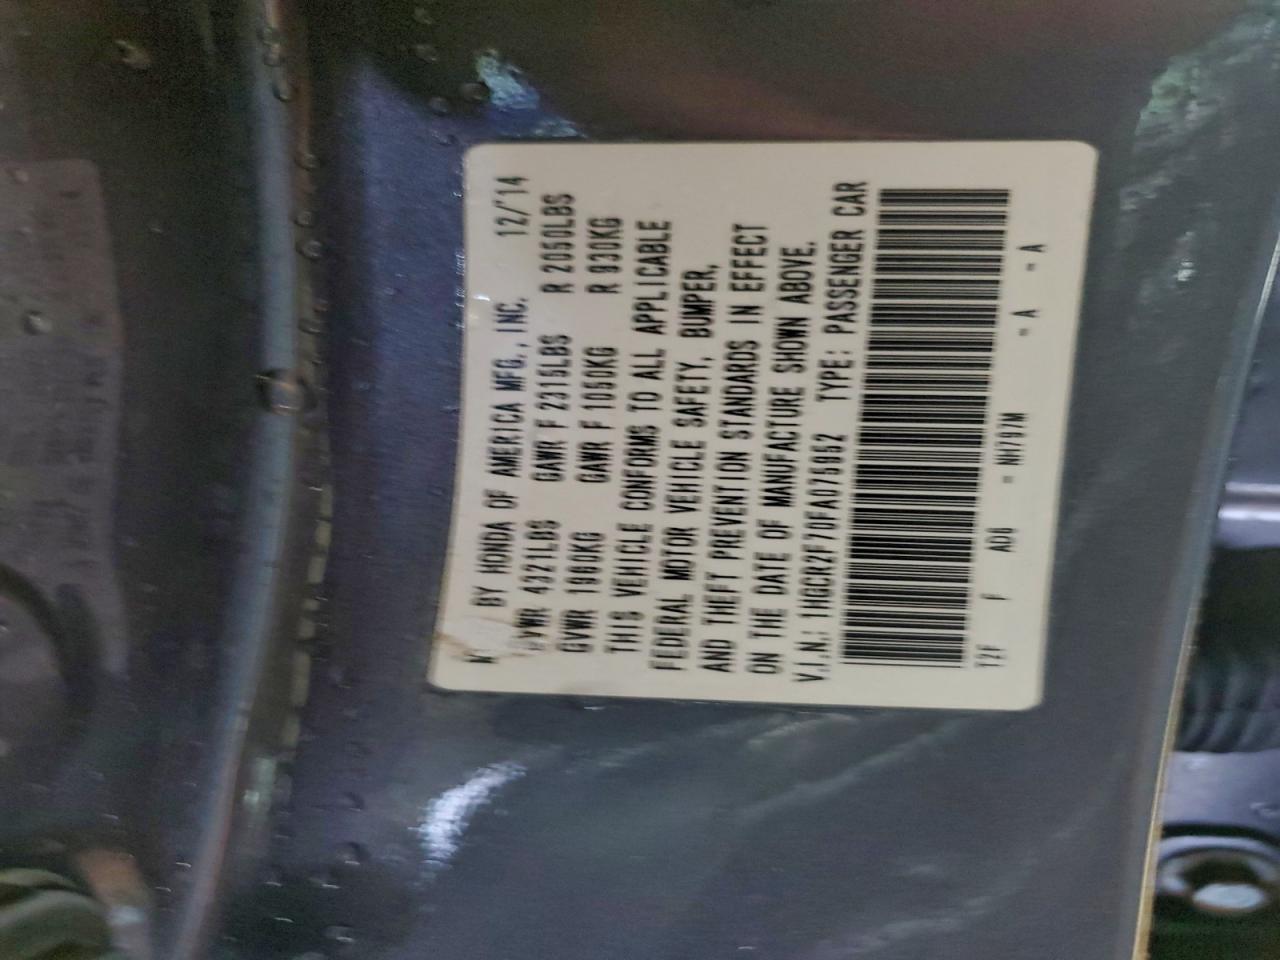 BY HONDA OF AMERICA MFG., INC. 12/'14
GVWR 4321LBS GAWR F 2315LBS R 2050LBS
GVWR 1960KG GAWR F 1050KG R 930KG
THIS VEHICLE CONFORMS TO ALL APPLICABLE
FEDERAL MOTOR VEHICLE SAFETY, BUMPER,
AND THEFT PREVENTION STANDARDS IN EFFECT
ON THE DATE OF MANUFACTURE SHOWN ABOVE.
V.I.N.: TYPE: PASSENGER CAR
T2F F AD6 - NH797M - A - A